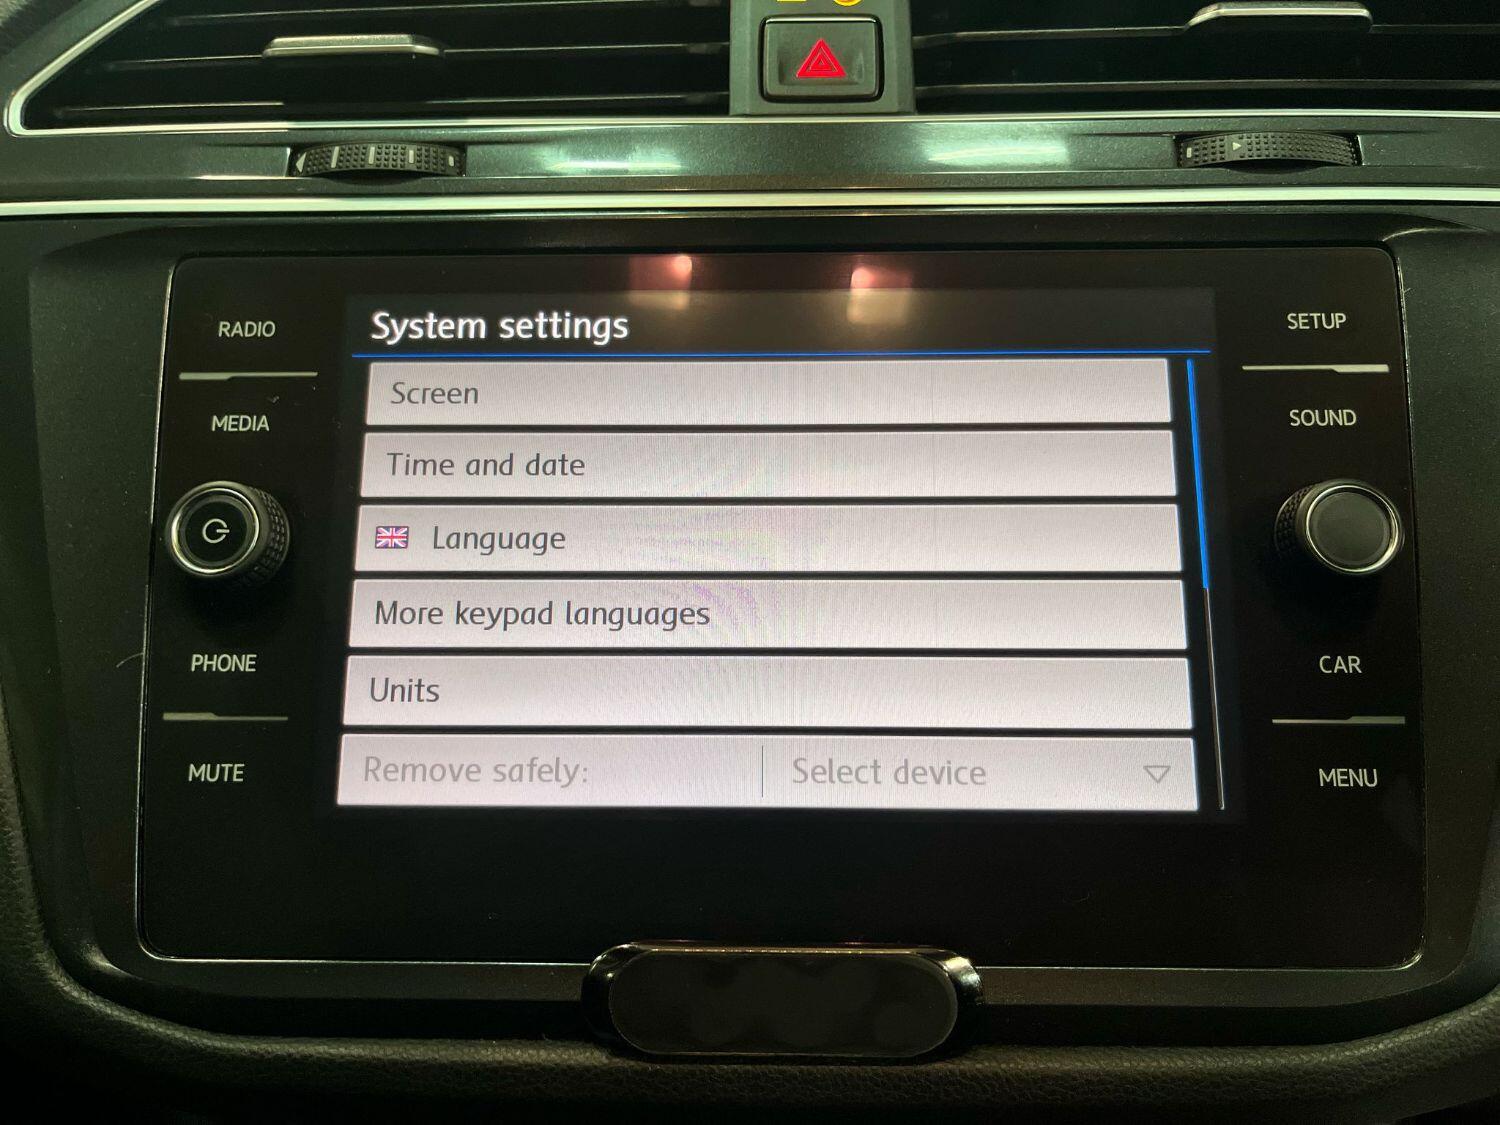 RADIO
MEDIA
PHONE
MUTE
System settings
Screen
Time and date
Language
More keypad languages
Units
Remove safely: Select device
SETUP
SOUND
CAR
MENU